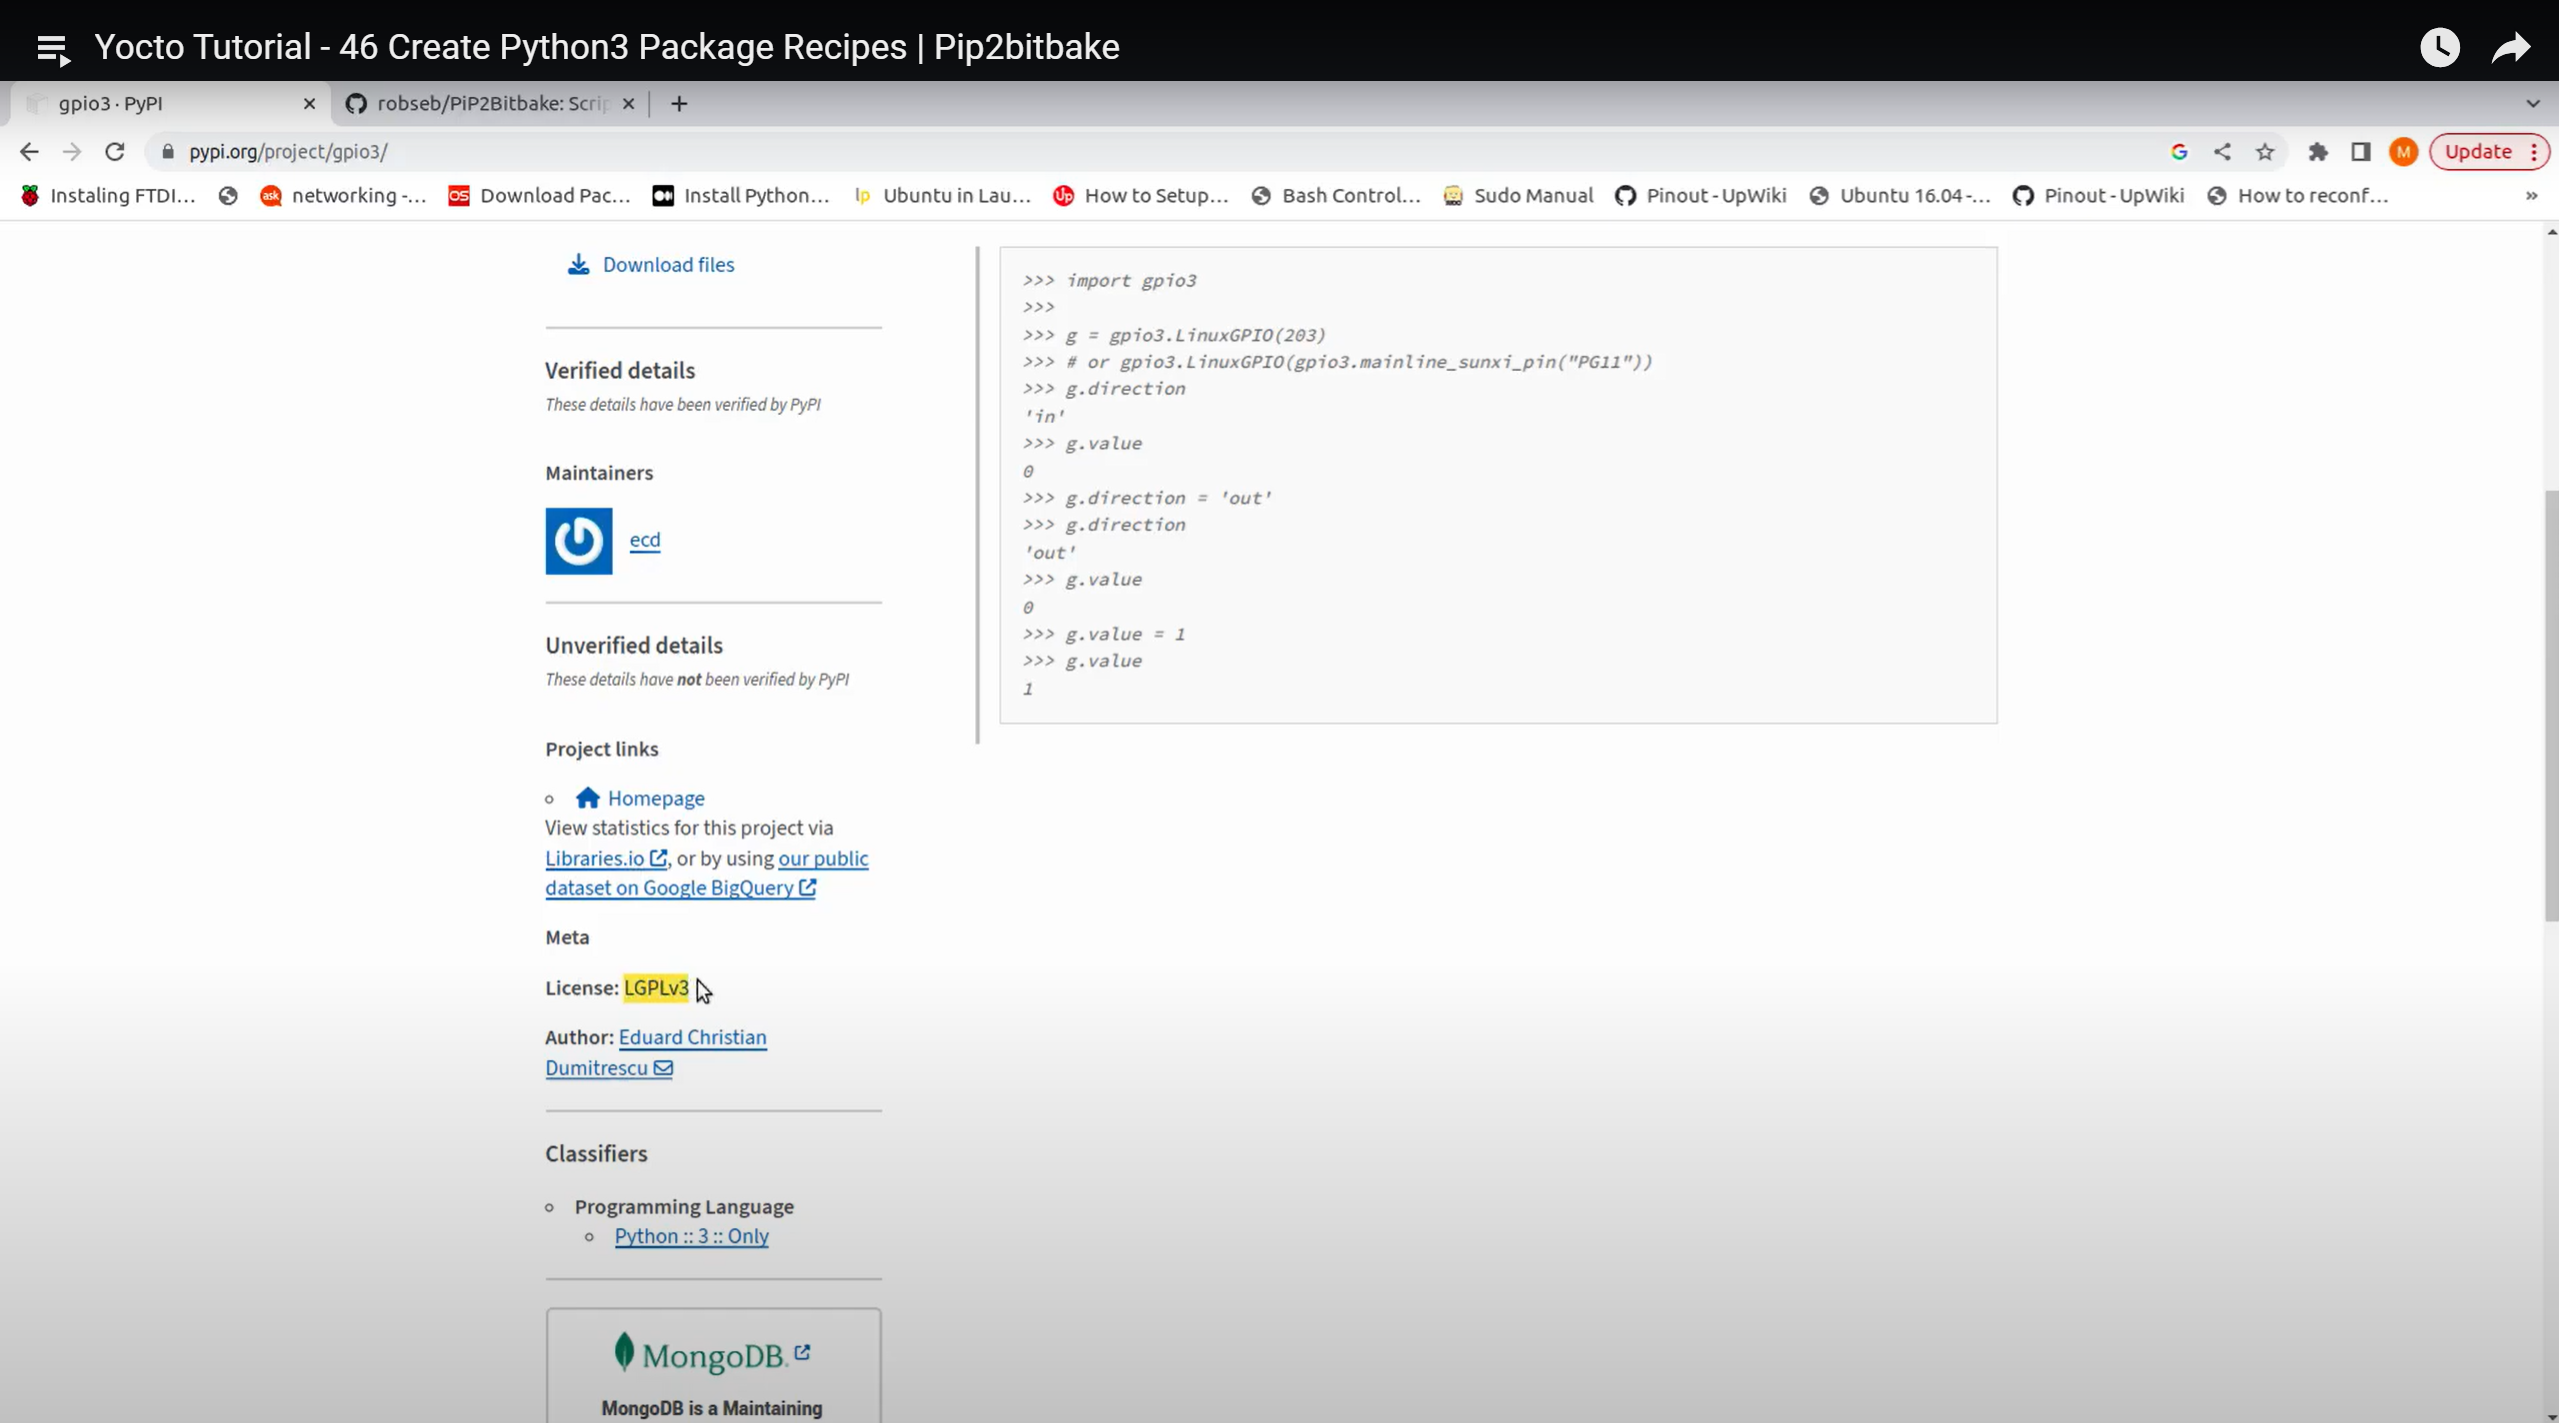 Yocto Tutorial - 46 Create Python3 Package Recipes | Pip2bitbake
gpio3 · PyPI
robseb/PiP2Bitbake: Scrip
pypi.org/project/gpio3/
M
Update
Instaling FTDI...
ask networking -...
OS Download Pac...
Install Python...
lp Ubuntu in Lau...
Up How to Setup...
Bash Control...
Sudo Manual
Pinout - UpWiki
Ubuntu 16.04 -...
Pinout - UpWiki
How to reconf...
»
Download files
Verified details
These details have been verified by PyPI
Maintainers
ecd
Unverified details
These details have not been verified by PyPI
Project links
Homepage
View statistics for this project via
Libraries.io, or by using our public
dataset on Google BigQuery
Meta
License: LGPLv3
Author: Eduard Christian
Dumitrescu
Classifiers
Programming Language
Python :: 3 :: Only
MongoDB.
MongoDB is a Maintaining
>>> import gpio3
>>>
>>> g = gpio3.LinuxGPIO(203)
>>> # or gpio3.LinuxGPIO(gpio3.mainline_sunxi_pin("PG11"))
>>> g.direction
'in'
>>> g.value
0
>>> g.direction = 'out'
>>> g.direction
'out'
>>> g.value
0
>>> g.value = 1
>>> g.value
1